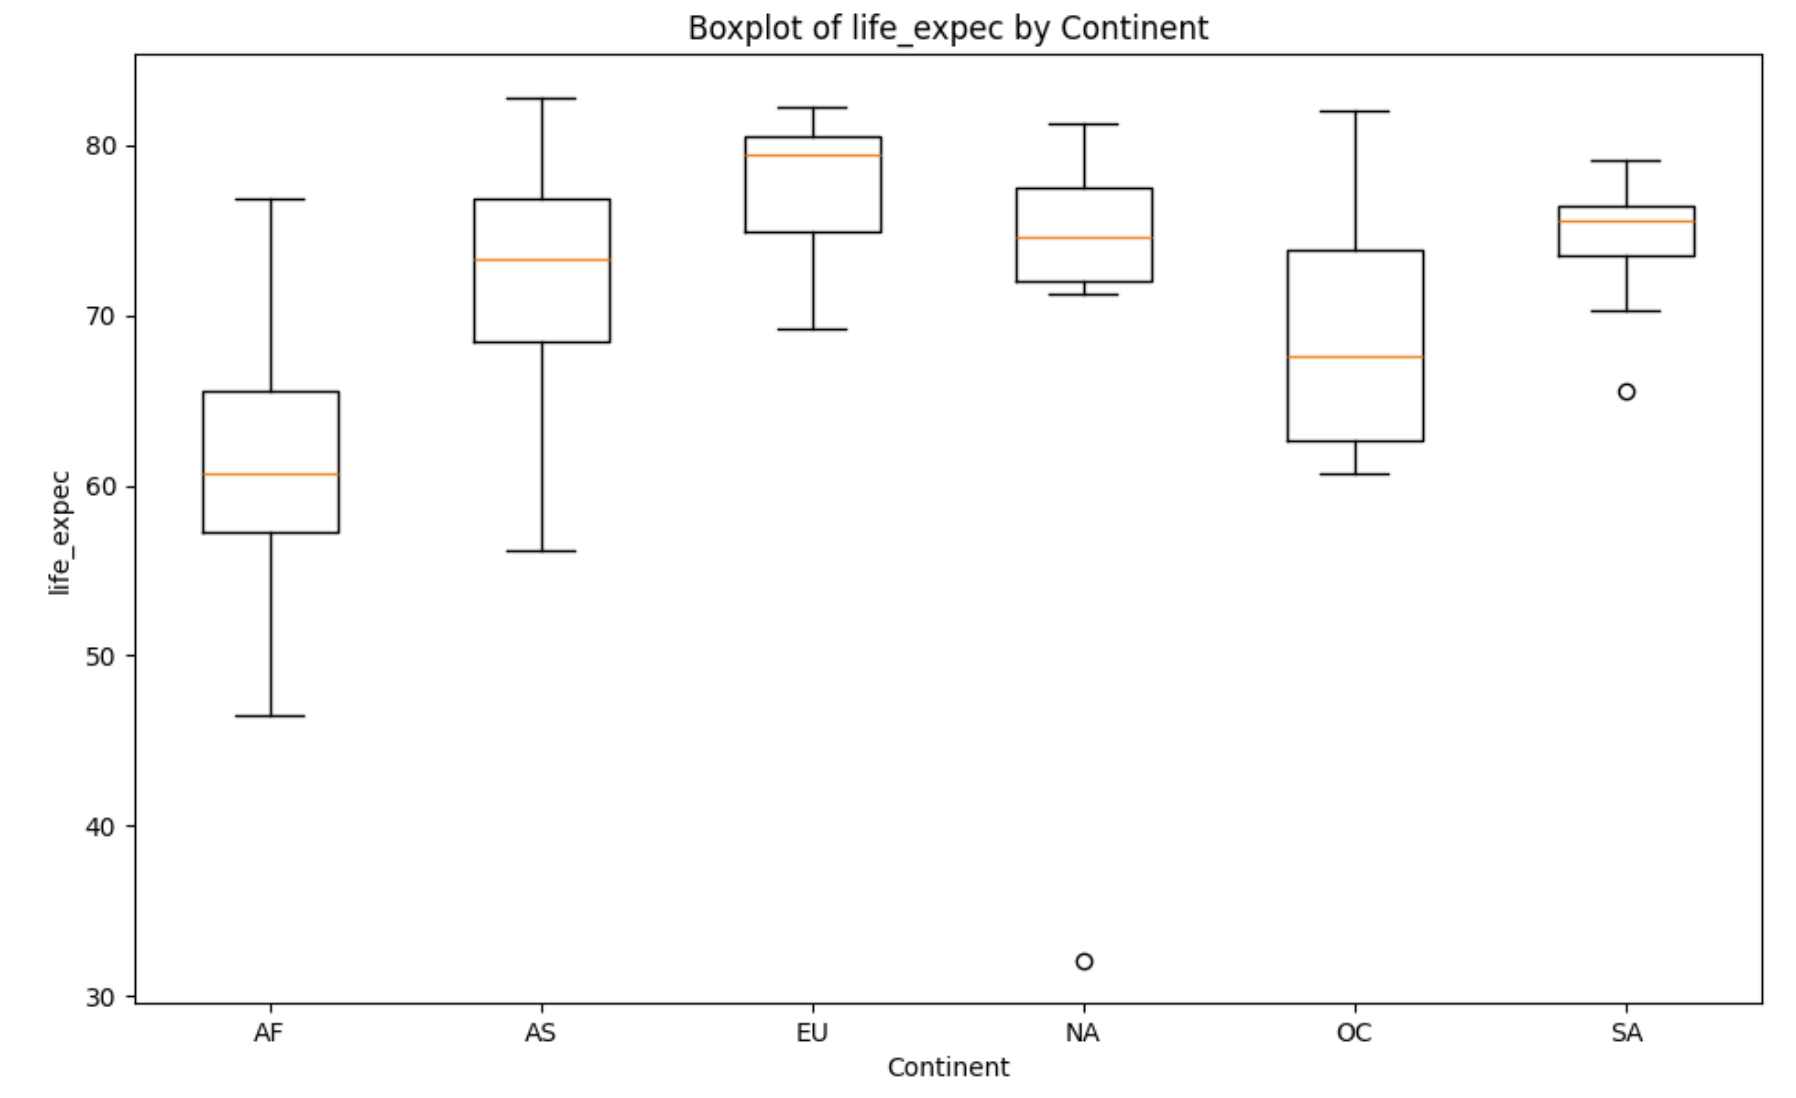 Boxplot of life_expec by Continent
life_expec
80
70
60
50
40
30
AF AS EU NA OC SA
Continent